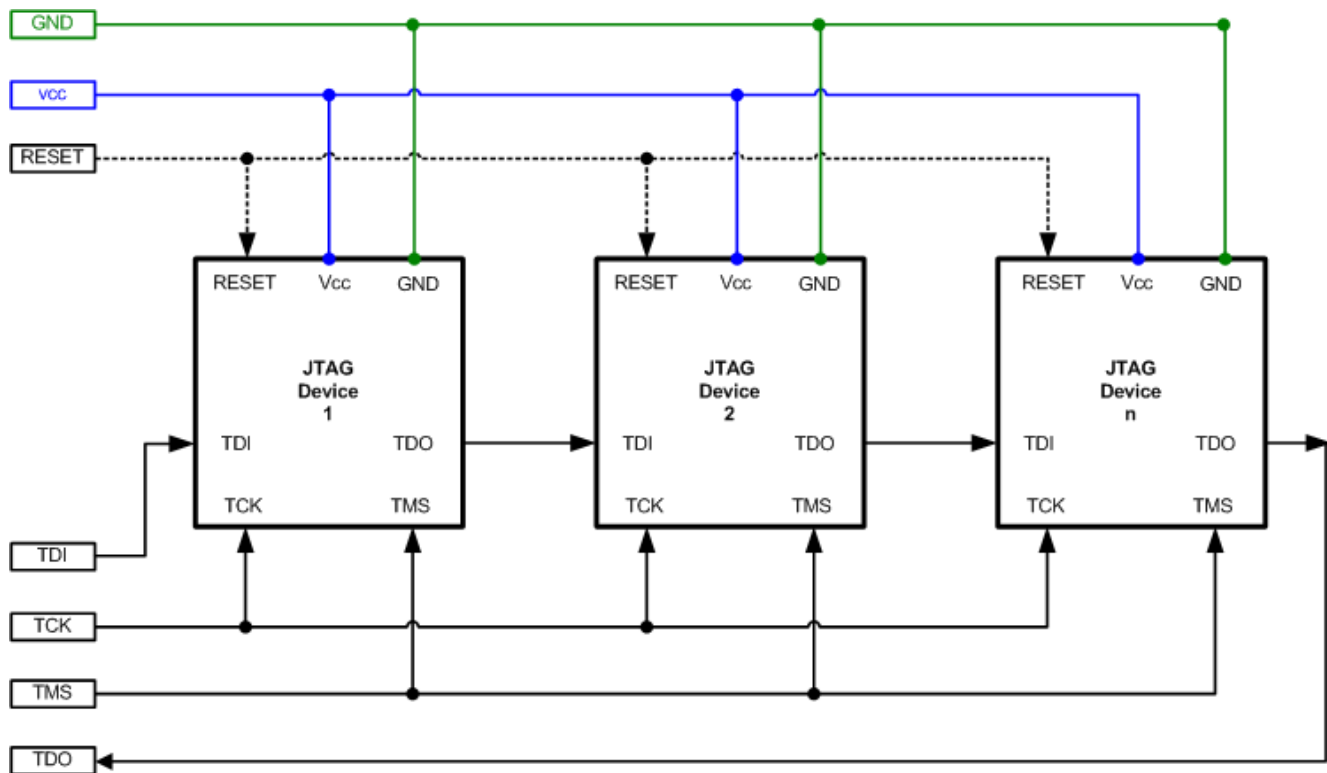 GND
vcc
RESET
RESET Vcc GND
JTAG
Device
1
TDI TDO
TCK TMS
RESET Vcc GND
JTAG
Device
2
TDI TDO
TCK TMS
RESET Vcc GND
JTAG
Device
n
TDI TDO
TCK TMS
TDI
TCK
TMS
TDO